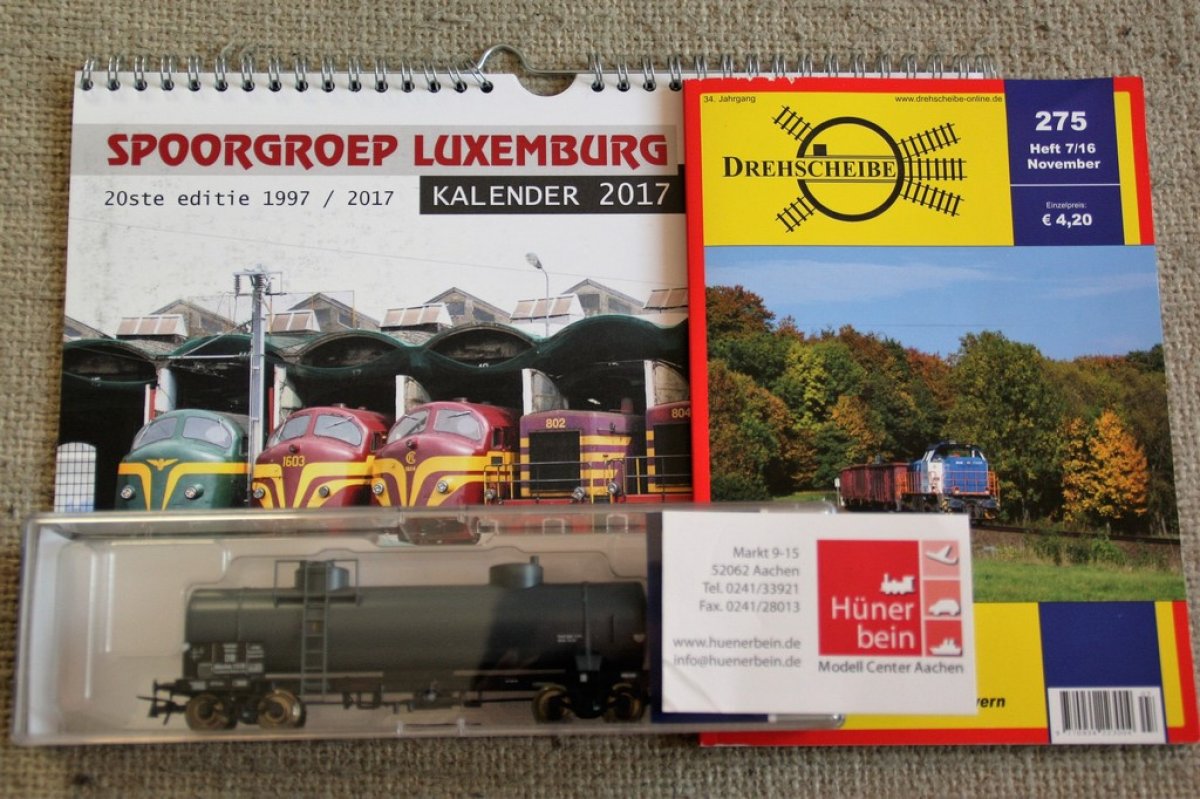 SPOORGROEP LUXEMBURG
20ste editie 1997 / 2017
KALENDER 2017
1603
802
804
34. Jahrgang
www.drehscheibe-online.de
DREHSCHEIBE
275
Heft 7/16
November
Einzelpreis:
€ 4,20
Markt 9-15
52062 Aachen
Tel. 0241/33921
Fax. 0241/28013
www.huenerbein.de
info@huenerbein.de
Hüner
bein
Modell Center Aachen